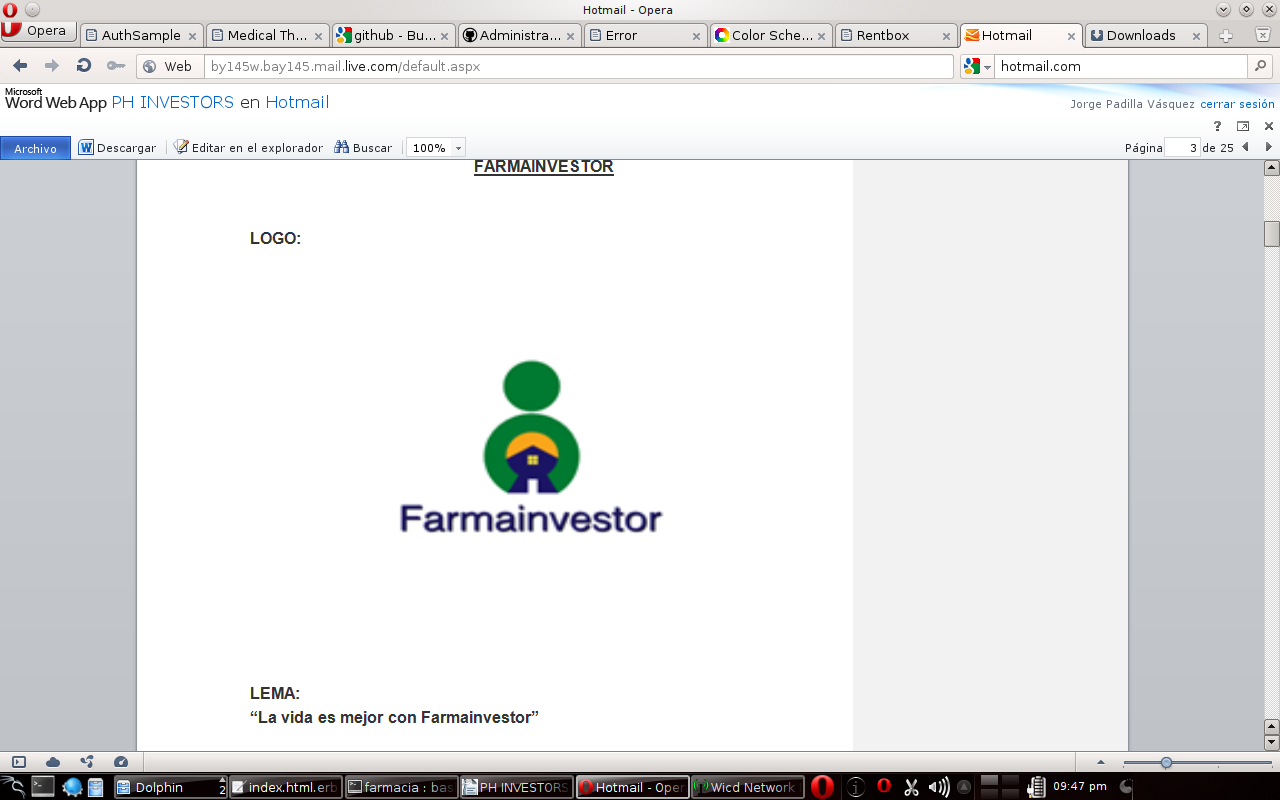 Hotmail - Opera
Opera
AuthSample
Medical Th...
github - Bu...
Administra...
Error
Color Sche...
Rentbox
Hotmail
Downloads
Web
by145w.bay145.mail.live.com/default.aspx
hotmail.com
Microsoft
Word Web App PH INVESTORS en Hotmail
Jorge Padilla Vásquez cerrar sesión
Archivo
Descargar
Editar en el explorador
Buscar
100%
Página 3 de 25
FARMAINVESTOR
LOGO:
Farmainvestor
LEMA:
“La vida es mejor con Farmainvestor”
Dolphin 2
index.html.erb
farmacia : bas
PH INVESTORS
Hotmail - Oper
Wicd Network
09:47 pm